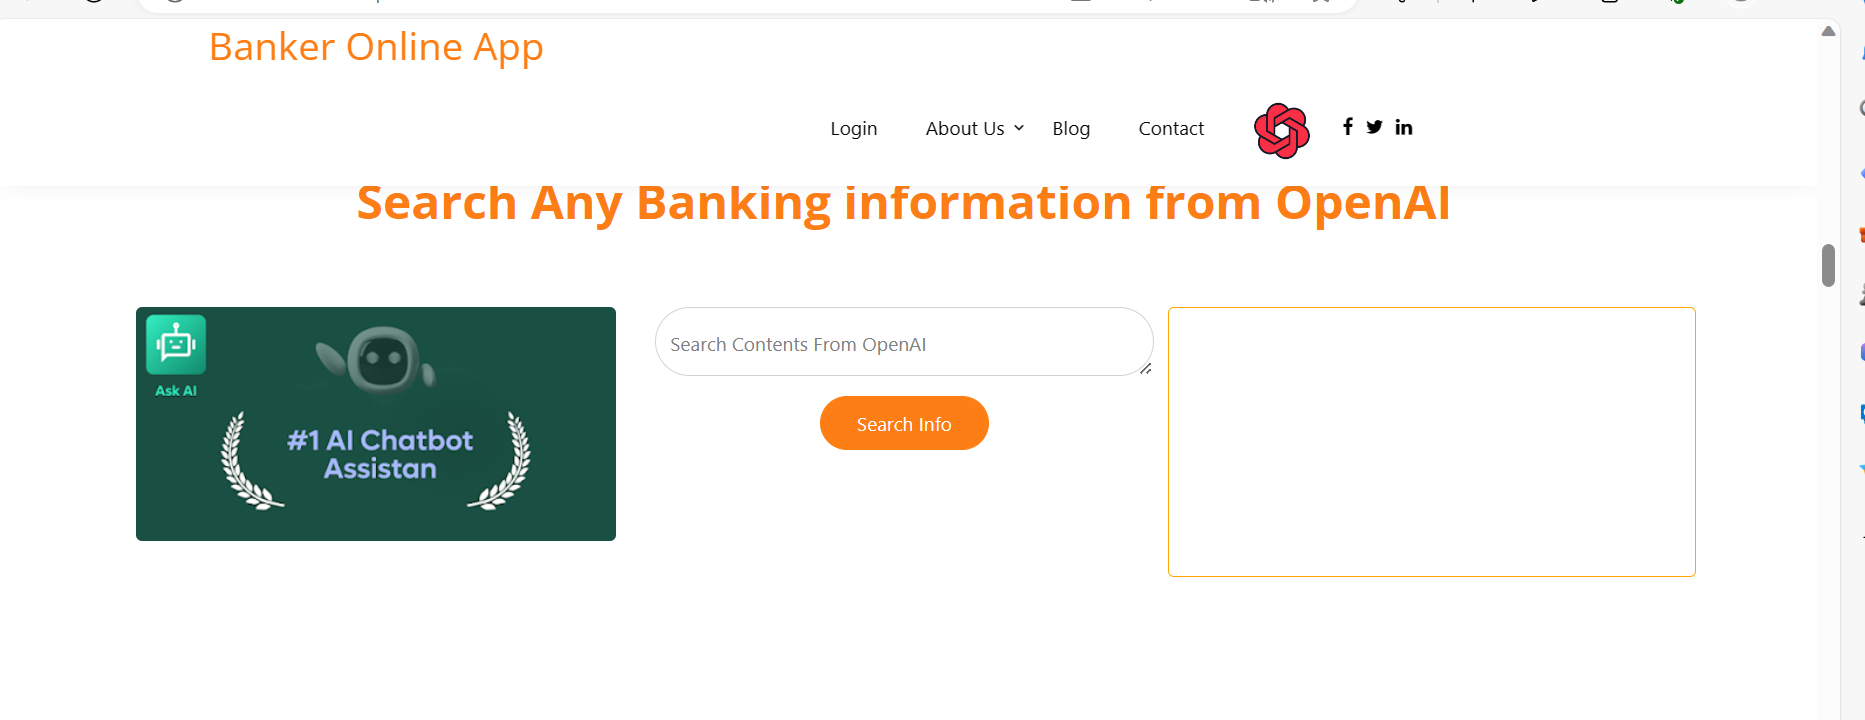 Banker Online App
Login About Us Blog Contact
Search Any Banking information from OpenAI
Ask AI
#1 AI Chatbot
Assistan
Search Contents From OpenAI
Search Info